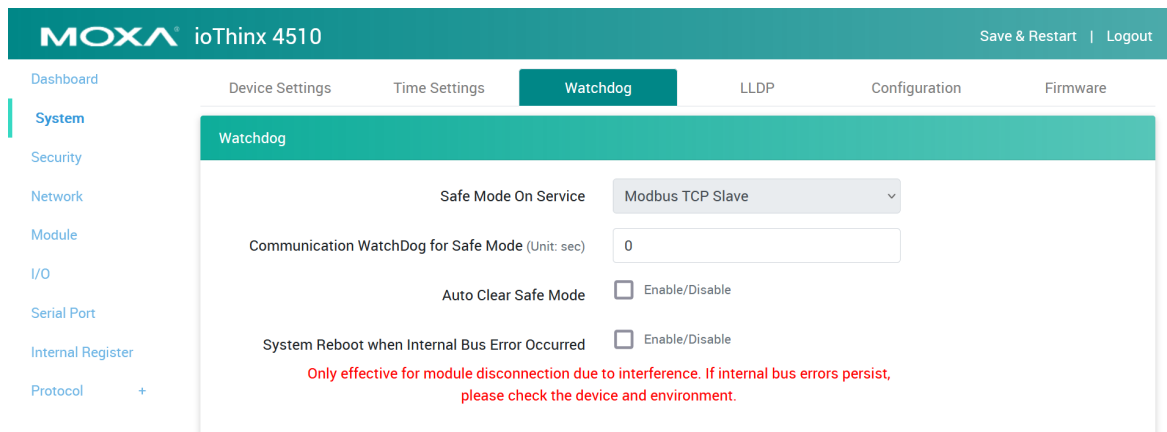 MOXA® ioThinx 4510
Save & Restart | Logout
Dashboard
System
Security
Network
Module
I/O
Serial Port
Internal Register
Protocol +
Device Settings Time Settings Watchdog LLDP Configuration Firmware
Watchdog
Safe Mode On Service Modbus TCP Slave
Communication WatchDog for Safe Mode (Unit: sec) 0
Auto Clear Safe Mode Enable/Disable
System Reboot when Internal Bus Error Occurred Enable/Disable
Only effective for module disconnection due to interference. If internal bus errors persist,
please check the device and environment.